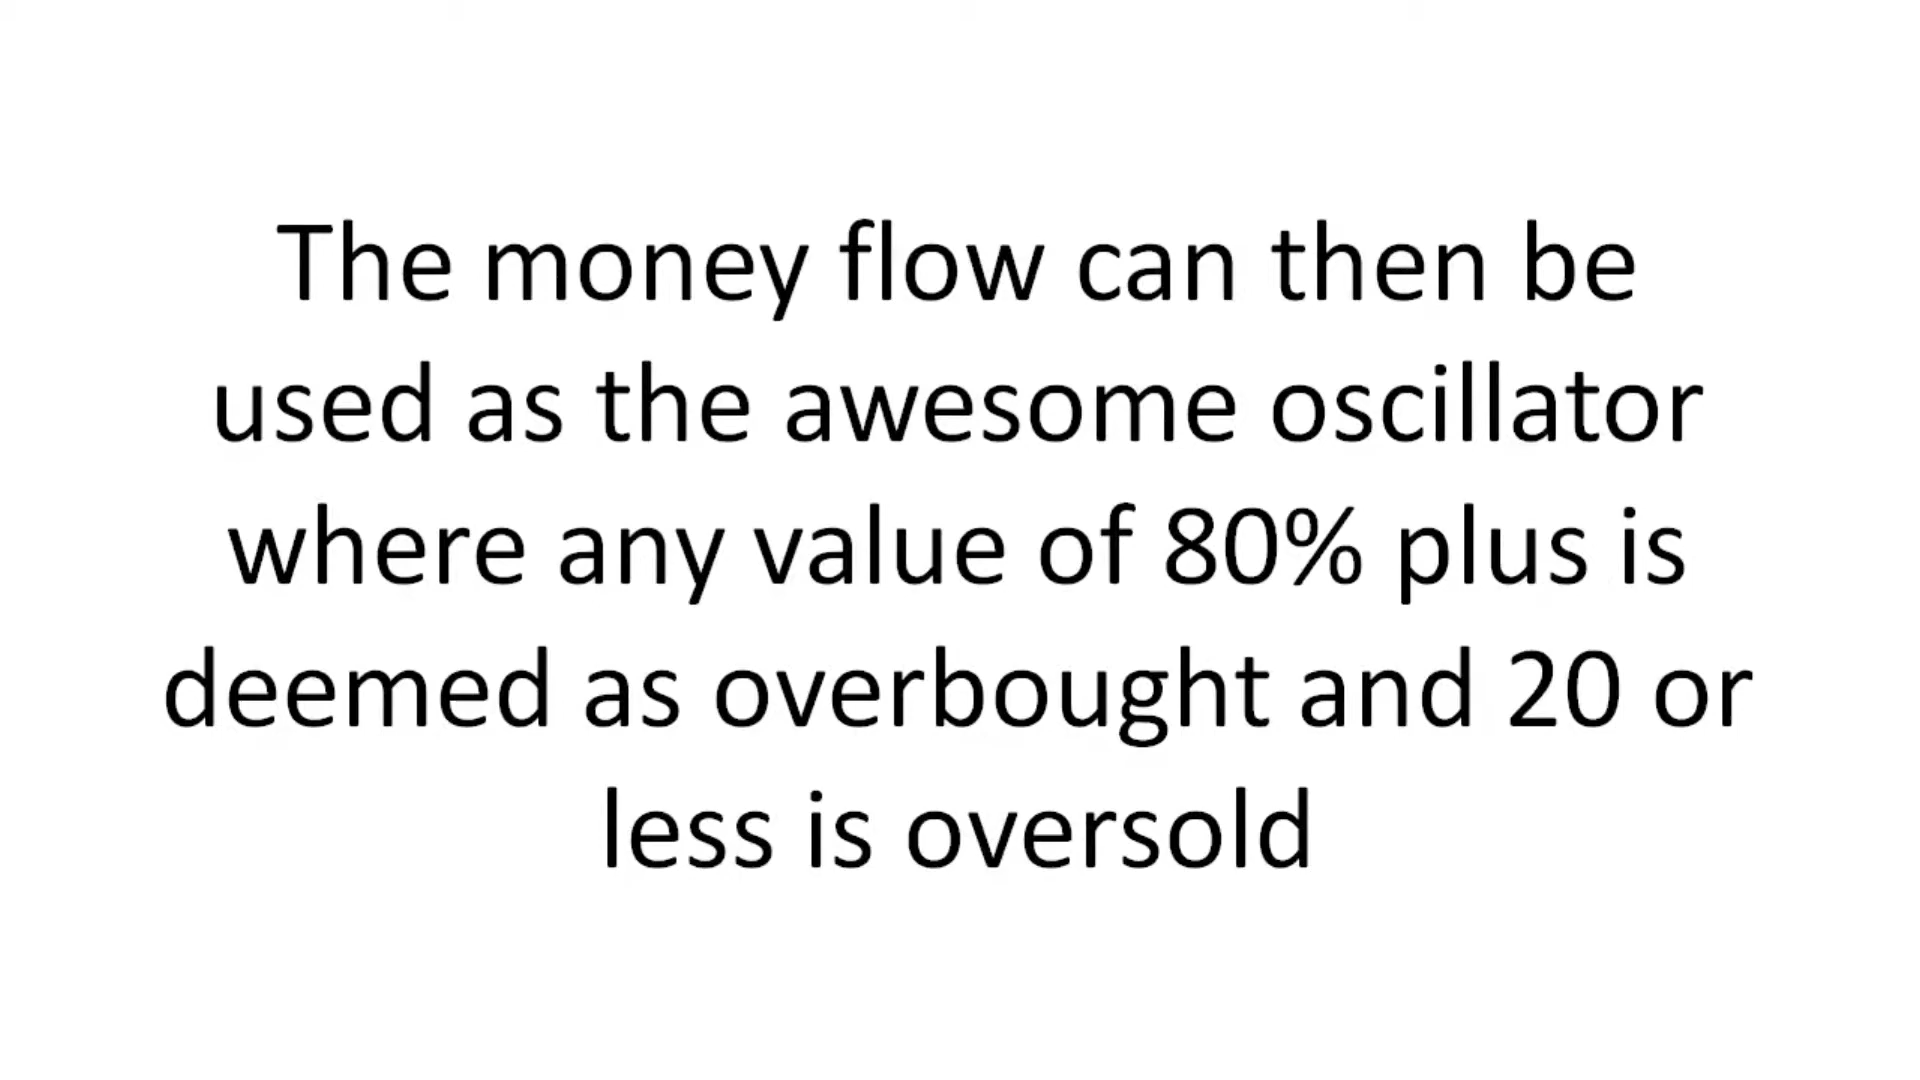 The money flow can then be
used as the awesome oscillator
where any value of 80% plus is
deemed as overbought and 20 or
less is oversold